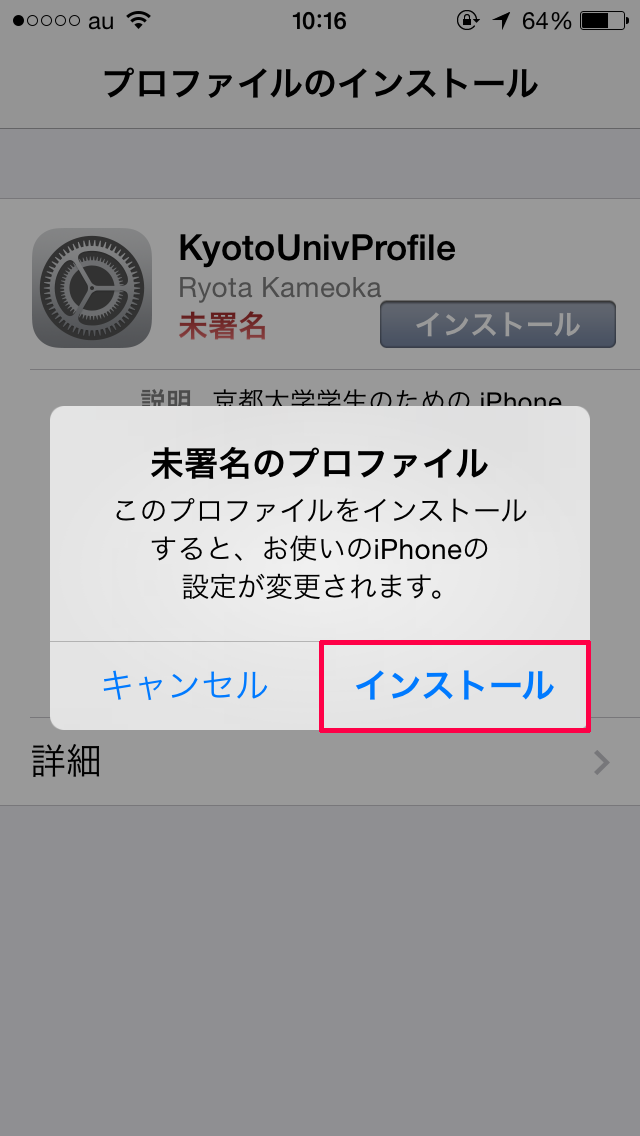 au 10:16 64%
プロファイルのインストール
KyotoUnivProfile
Ryota Kameoka
未署名
インストール
説明 京都大学学生のための iPhone
未署名のプロファイル
このプロファイルをインストール
すると、お使いのiPhoneの
設定が変更されます。
キャンセル インストール
詳細